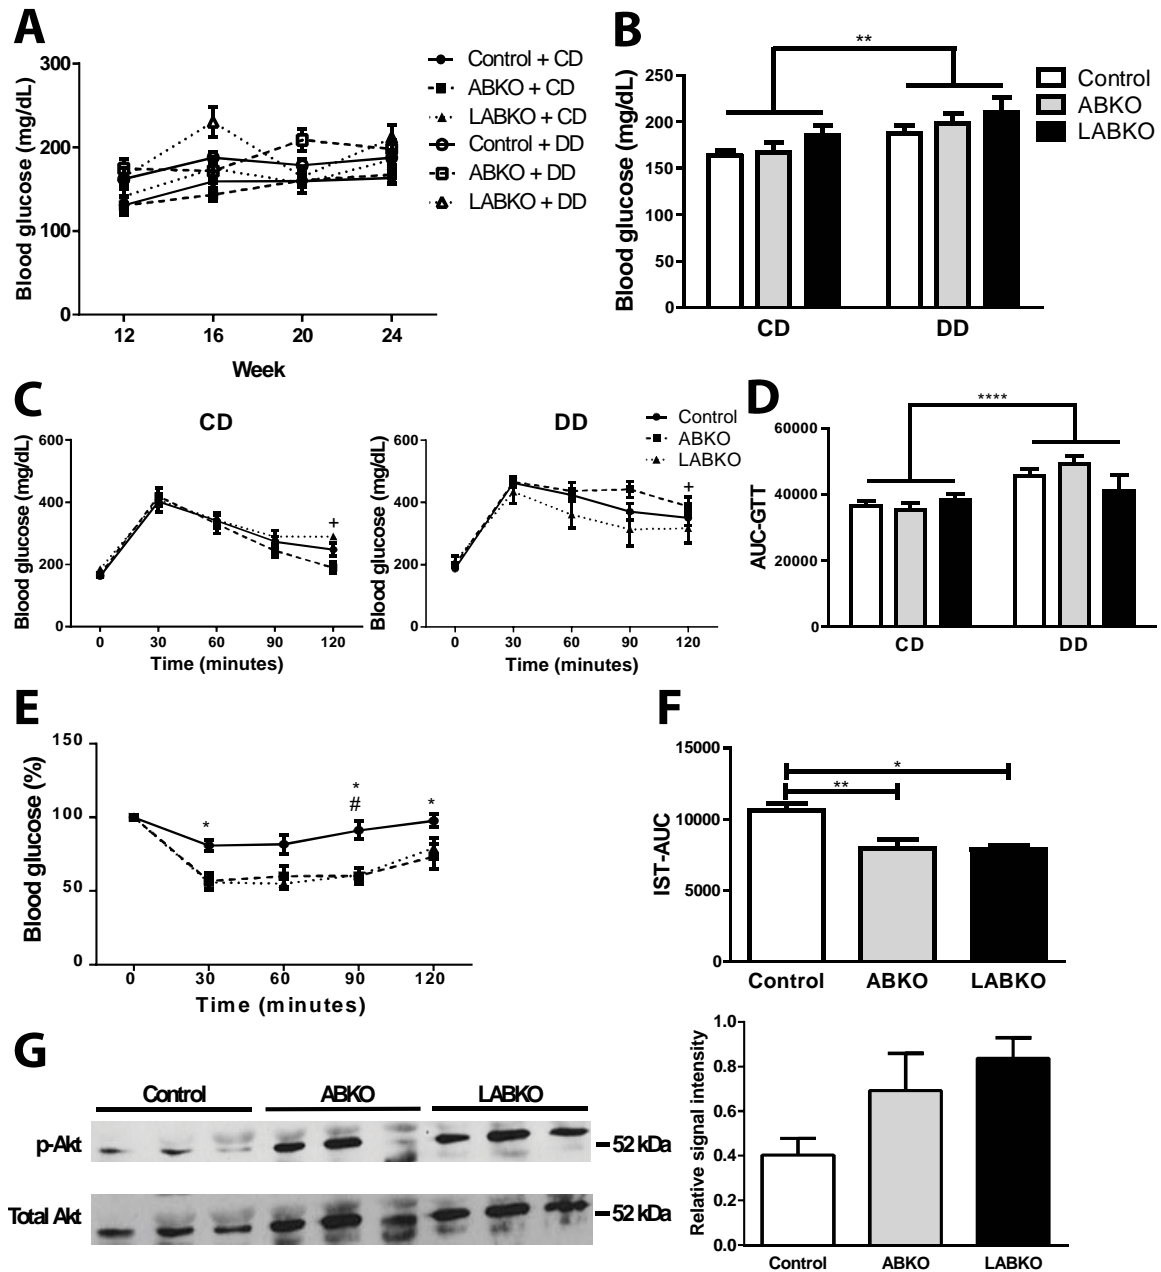 A
Blood glucose (mg/dL)
300
200
100
0
12 16 20 24
Week
Control + CD
ABKO + CD
LABKO + CD
Control + DD
ABKO + DD
LABKO + DD
B
**
Blood glucose (mg/dL)
250
200
150
100
50
0
CD DD
Control
ABKO
LABKO
C
CD
Blood glucose (mg/dL)
600
400
200
0
+
0 30 60 90 120
Time (minutes)
DD
Blood glucose (mg/dL)
600
400
200
0
+
0 30 60 90 120
Time (minutes)
Control
ABKO
LABKO
D
****
AUC-GTT
60000
40000
20000
0
CD DD
E
Blood glucose (%)
150
100
50
0
*
*
#
*
0 30 60 90 120
Time (minutes)
F
*
**
IST-AUC
15000
10000
5000
0
Control ABKO LABKO
G
Control ABKO LABKO
p-Akt
52 kDa
Total Akt
52 kDa
Relative signal intensity
1.0
0.8
0.6
0.4
0.2
0.0
Control ABKO LABKO